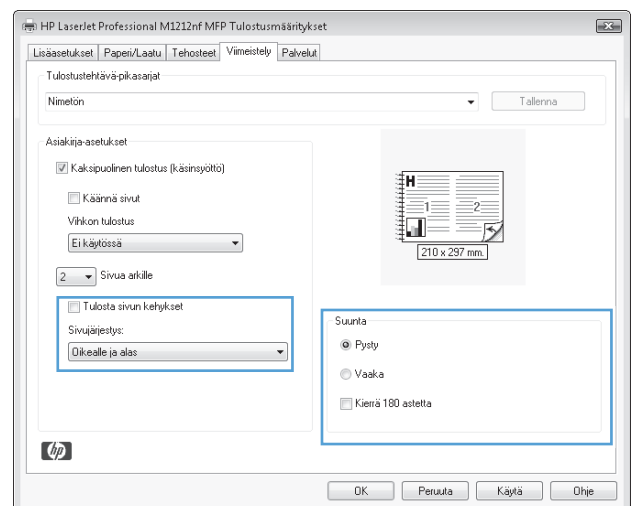 HP LaserJet Professional M1212nf MFP Tulostusmääritykset
Lisäasetukset Paperi/Laatu Tehosteet Viimeistely Palvelut
Tulostustehtävä-pikasarjat
Nimetön
Tallenna
Asiakirja-asetukset
Kaksipuolinen tulostus (käsinsyöttö)
Käännä sivut
Vihkon tulostus
Ei käytössä
2 Sivua arkille
Tulosta sivun kehykset
Sivujärjestys:
Oikealle ja alas
H
1 2
210 x 297 mm.
Suunta
Pysty
Vaaka
Kierrä 180 astetta
hp
OK Peruuta Käytä Ohje